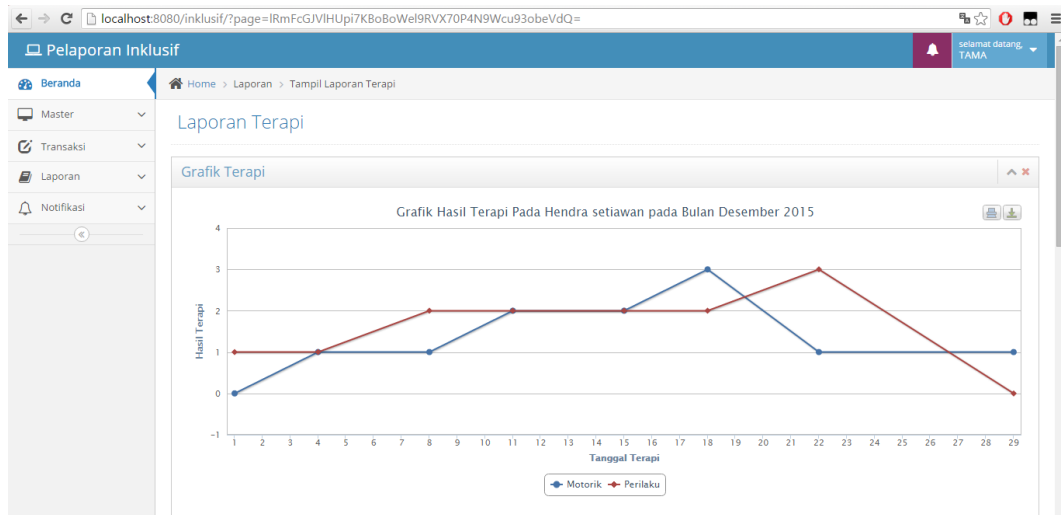 localhost:8080/inklusif/?page=lRmFcGJVlHUpi7KBoBoWel9RVX70P4N9Wcu93obeVdQ=
Pelaporan Inklusif
selamat datang,
TAMA
Beranda
Home > Laporan > Tampil Laporan Terapi
Master
Transaksi
Laporan
Notifikasi
Laporan Terapi
Grafik Terapi
Grafik Hasil Terapi Pada Hendra setiawan pada Bulan Desember 2015
Hasil Terapi
4
3
2
1
0
-1
1 2 3 4 5 6 7 8 9 10 11 12 13 14 15 16 17 18 19 20 21 22 23 24 25 26 27 28 29
Tanggal Terapi
Motorik Perilaku